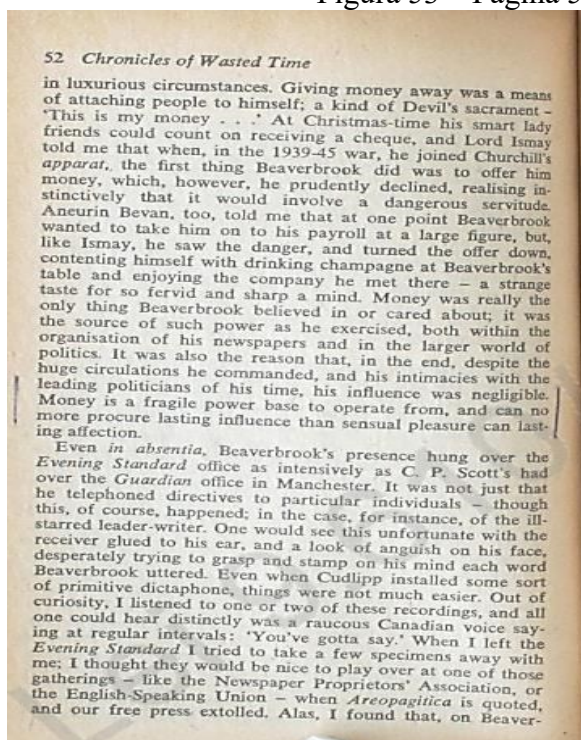 Figura 53 – Página 5
52 Chronicles of Wasted Time
in luxurious circumstances. Giving money away was a means
of attaching people to himself; a kind of Devil's sacrament –
'This is my money . . .' At Christmas-time his smart lady
friends could count on receiving a cheque, and Lord Ismay
told me that when, in the 1939-45 war, he joined Churchill's
apparat, the first thing Beaverbrook did was to offer him
money, which, however, he prudently declined, realising in-
stinctively that it would involve a dangerous servitude.
Aneurin Bevan, too, told me that at one point Beaverbrook
wanted to take him on to his payroll at a large figure, but,
like Ismay, he saw the danger, and turned the offer down,
contenting himself with drinking champagne at Beaverbrook's
table and enjoying the company he met there – a strange
taste for so fervid and sharp a mind. Money was really the
only thing Beaverbrook believed in or cared about; it was
the source of such power as he exercised, both within the
organisation of his newspapers and in the larger world of
politics. It was also the reason that, in the end, despite the
huge circulations he commanded, and his intimacies with the
leading politicians of his time, his influence was negligible.
Money is a fragile power base to operate from, and can no
more procure lasting influence than sensual pleasure can last-
ing affection.
Even in absentia, Beaverbrook's presence hung over the
Evening Standard office as intensively as C. P. Scott's had
over the Guardian office in Manchester. It was not just that
he telephoned directives to particular individuals – though
this, of course, happened; in the case, for instance, of the ill-
starred leader-writer. One would see this unfortunate with the
receiver glued to his ear, and a look of anguish on his face,
desperately trying to grasp and stamp on his mind each word
Beaverbrook uttered. Even when Cudlipp installed some sort
of primitive dictaphone, things were not much easier. Out of
curiosity, I listened to one or two of these recordings, and all
one could hear distinctly was a raucous Canadian voice say-
ing at regular intervals: 'You've gotta say.' When I left the
Evening Standard I tried to take a few specimens away with
me; I thought they would be nice to play over at one of those
gatherings – like the Newspaper Proprietors' Association, or
the English-Speaking Union – when Areopagitica is quoted,
and our free press extolled. Alas, I found that, on Beaver-